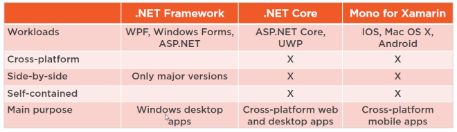 .NET Framework .NET Core Mono for Xamarin
Workloads WPF, Windows Forms, ASP.NET Core, IOS, Mac OS X,
ASP.NET UWP Android
Cross-platform X X
Side-by-side Only major versions X X
Self-contained X X
Main purpose Windows desktop Cross-platform web Cross-platform
apps and desktop apps mobile apps